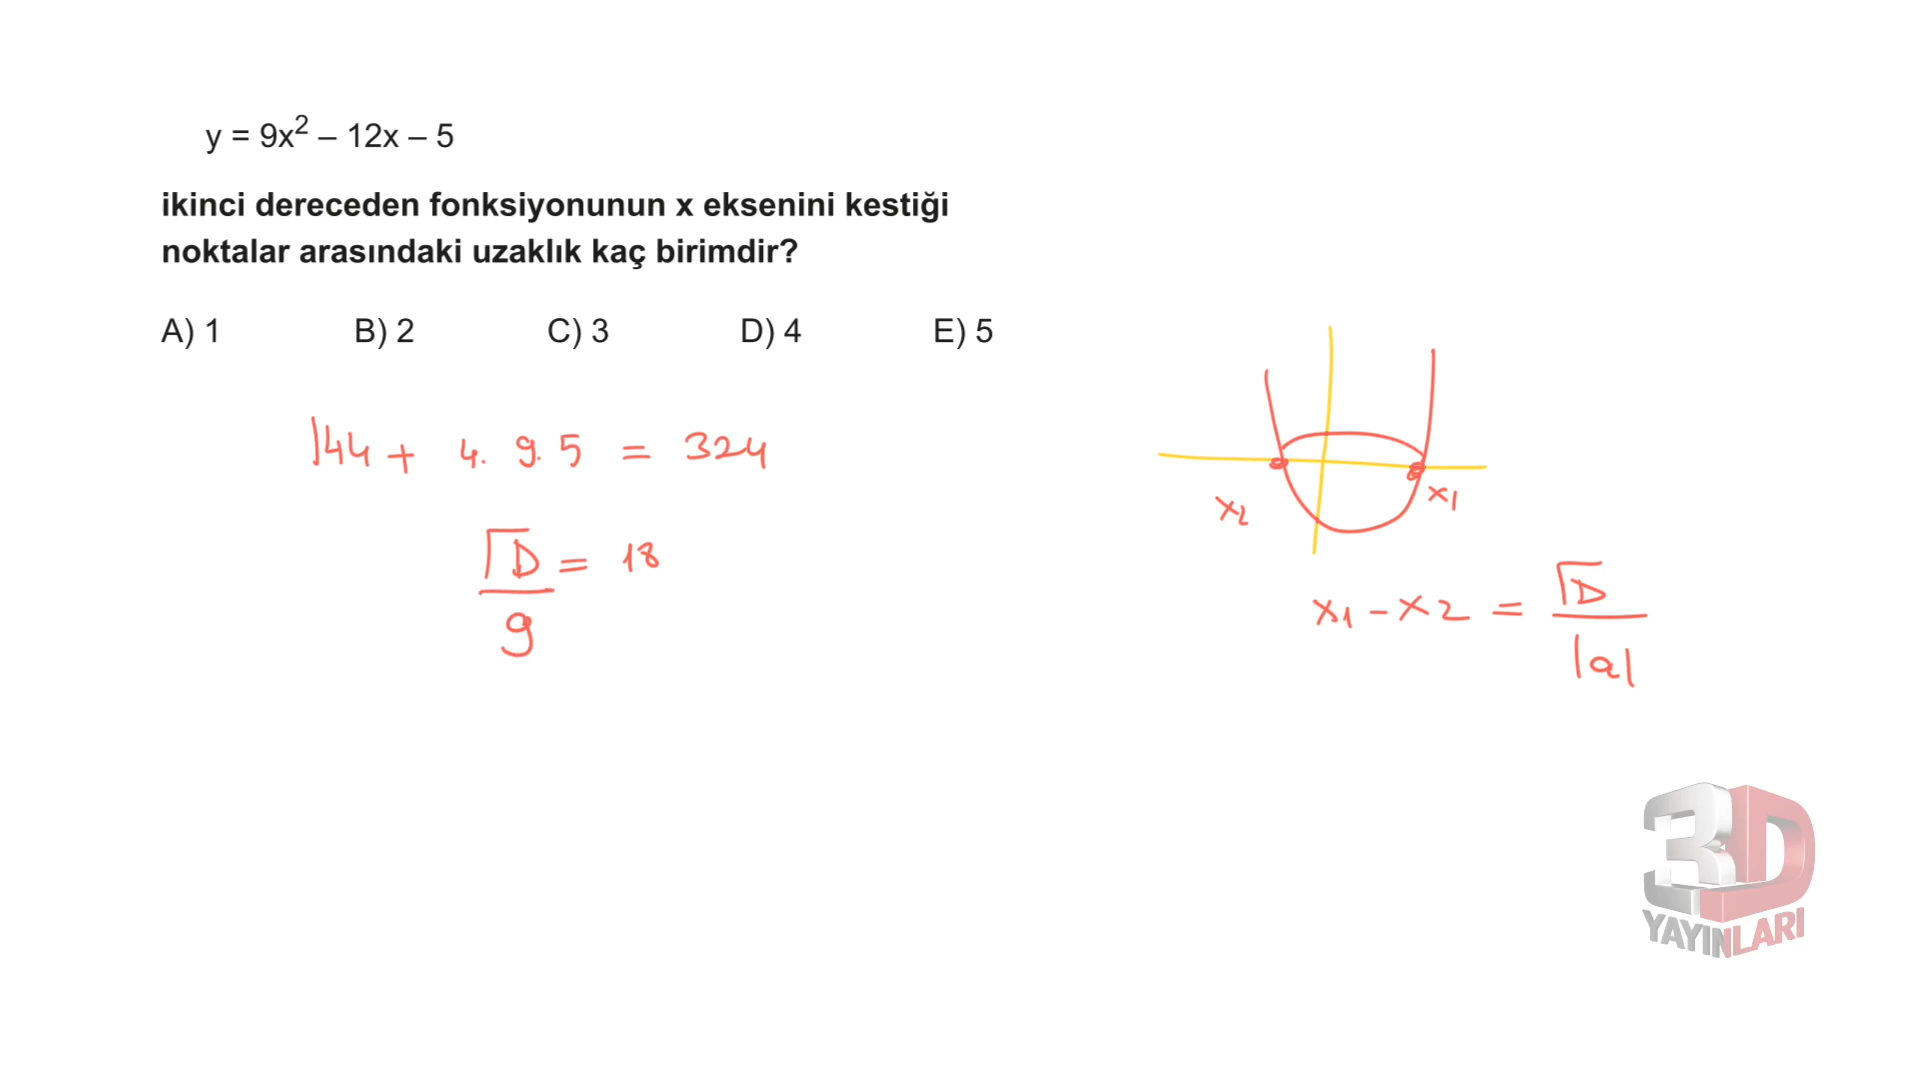 y = 9x² – 12x – 5
ikinci dereceden fonksiyonunun x eksenini kestiği
noktalar arasındaki uzaklık kaç birimdir?
A) 1 B) 2 C) 3 D) 4 E) 5
144 + 4. 9. 5 = 324
√D = 18
9
x2
x1
x1 - x2 = √D
|a|
3D
YAYINLARI